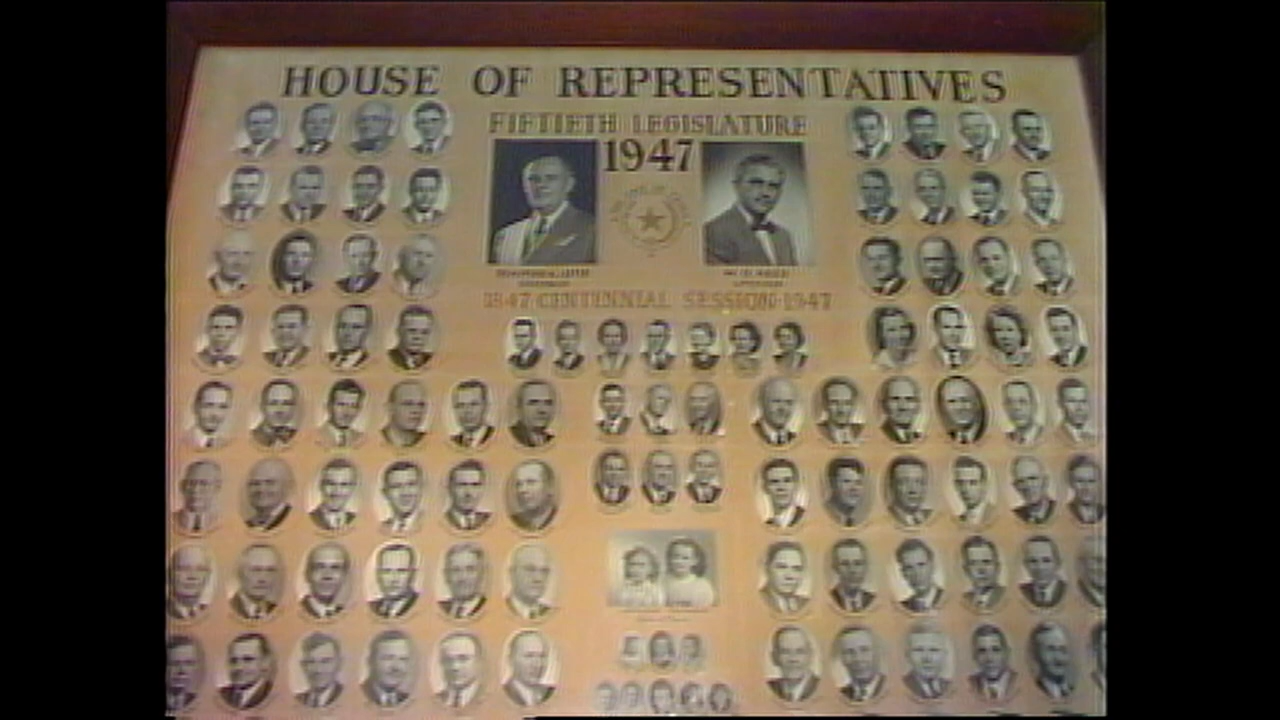 HOUSE OF REPRESENTATIVES
FIFTIETH LEGISLATURE
1947
1847 CENTENNIAL SESSION 1947